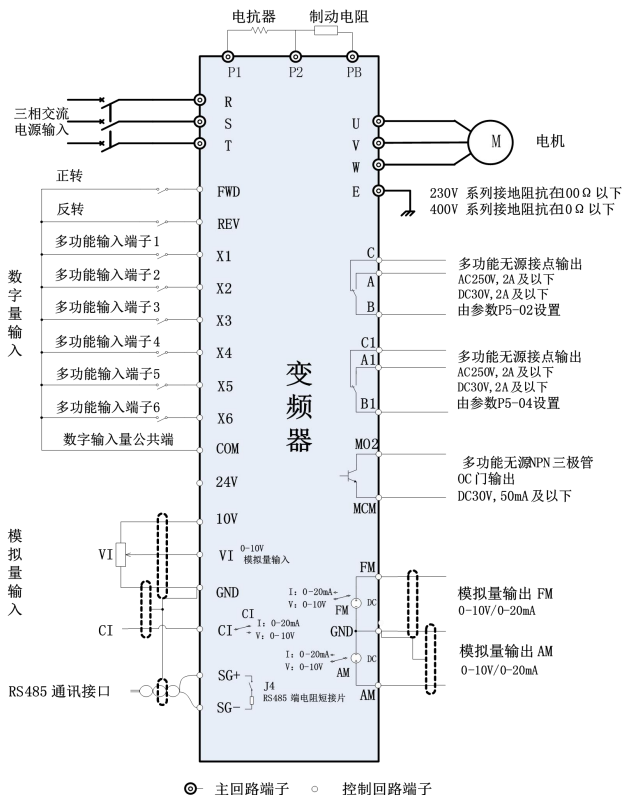 电抗器 制动电阻
P1 P2 PB
三相交流
电源输入
R
S
T
U
V
W
E
M
电机
230V 系列接地阻抗在100Ω以下
400V 系列接地阻抗在10Ω以下
数字量输入
正转
FWD
反转
REV
多功能输入端子1
X1
多功能输入端子2
X2
多功能输入端子3
X3
多功能输入端子4
X4
多功能输入端子5
X5
多功能输入端子6
X6
数字输入量公共端
COM
24V
变频器
C
A
B
多功能无源接点输出
AC250V,2A及以下
DC30V,2A及以下
由参数P5-02设置
C1
A1
B1
多功能无源接点输出
AC250V,2A及以下
DC30V,2A及以下
由参数P5-04设置
MO2
MCM
多功能无源NPN三极管
OC门输出
DC30V,50mA及以下
模拟量输入
10V
VI
VI 0-10V
模拟量输入
GND
CI
CI
CI
I: 0-20mA
V: 0-10V
FM
I: 0-20mA
V: 0-10V
FM
DC
GND
I: 0-20mA
V: 0-10V
AM
DC
AM
模拟量输出 FM
0-10V/0-20mA
模拟量输出 AM
0-10V/0-20mA
RS485 通讯接口
SG+
SG-
J4
RS485 端电阻短接片
主回路端子 控制回路端子